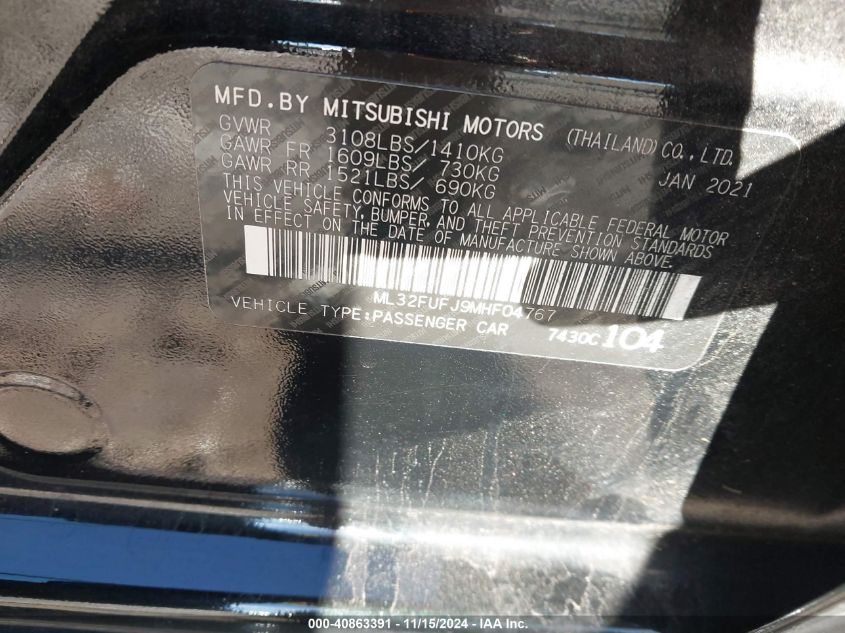 MFD.BY MITSUBISHI MOTORS (THAILAND) CO.,LTD.
GVWR 3108LBS/1410KG
GAWR FR 1609LBS/ 730KG JAN 2021
GAWR RR 1521LBS/ 690KG
THIS VEHICLE CONFORMS TO ALL APPLICABLE FEDERAL MOTOR
VEHICLE SAFETY, BUMPER, AND THEFT PREVENTION STANDARDS
IN EFFECT ON THE DATE OF MANUFACTURE SHOWN ABOVE.
ML32FUFJ9MHF04767
VEHICLE TYPE:PASSENGER CAR 7430C 104
000-40863391 - 11/15/2024 - © IAA, Inc.